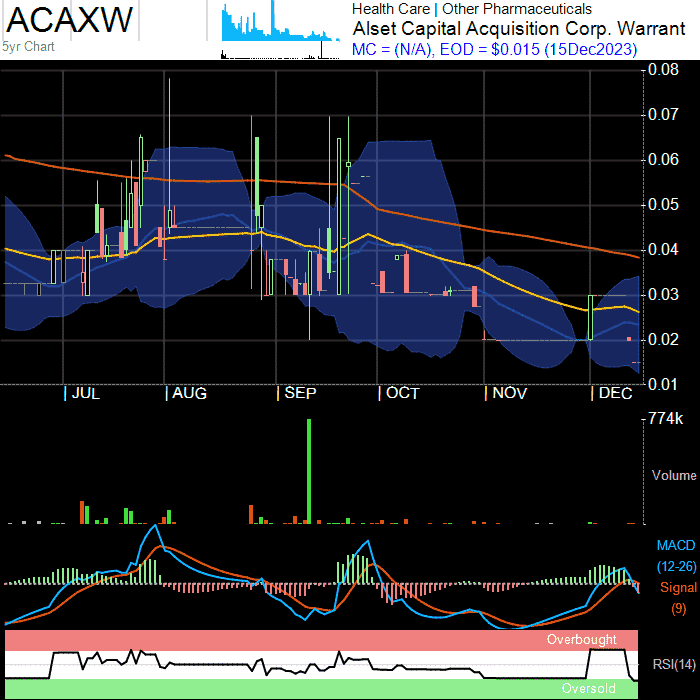 ACAXW
5yr Chart
Health Care | Other Pharmaceuticals
Alset Capital Acquisition Corp. Warrant
MC = (N/A), EOD = $0.015 (15Dec2023)
0.08
0.07
0.06
0.05
0.04
0.03
0.02
0.01
JUL AUG SEP OCT NOV DEC
774k
Volume
MACD
(12-26)
Signal
(9)
Overbought
RSI(14)
Oversold